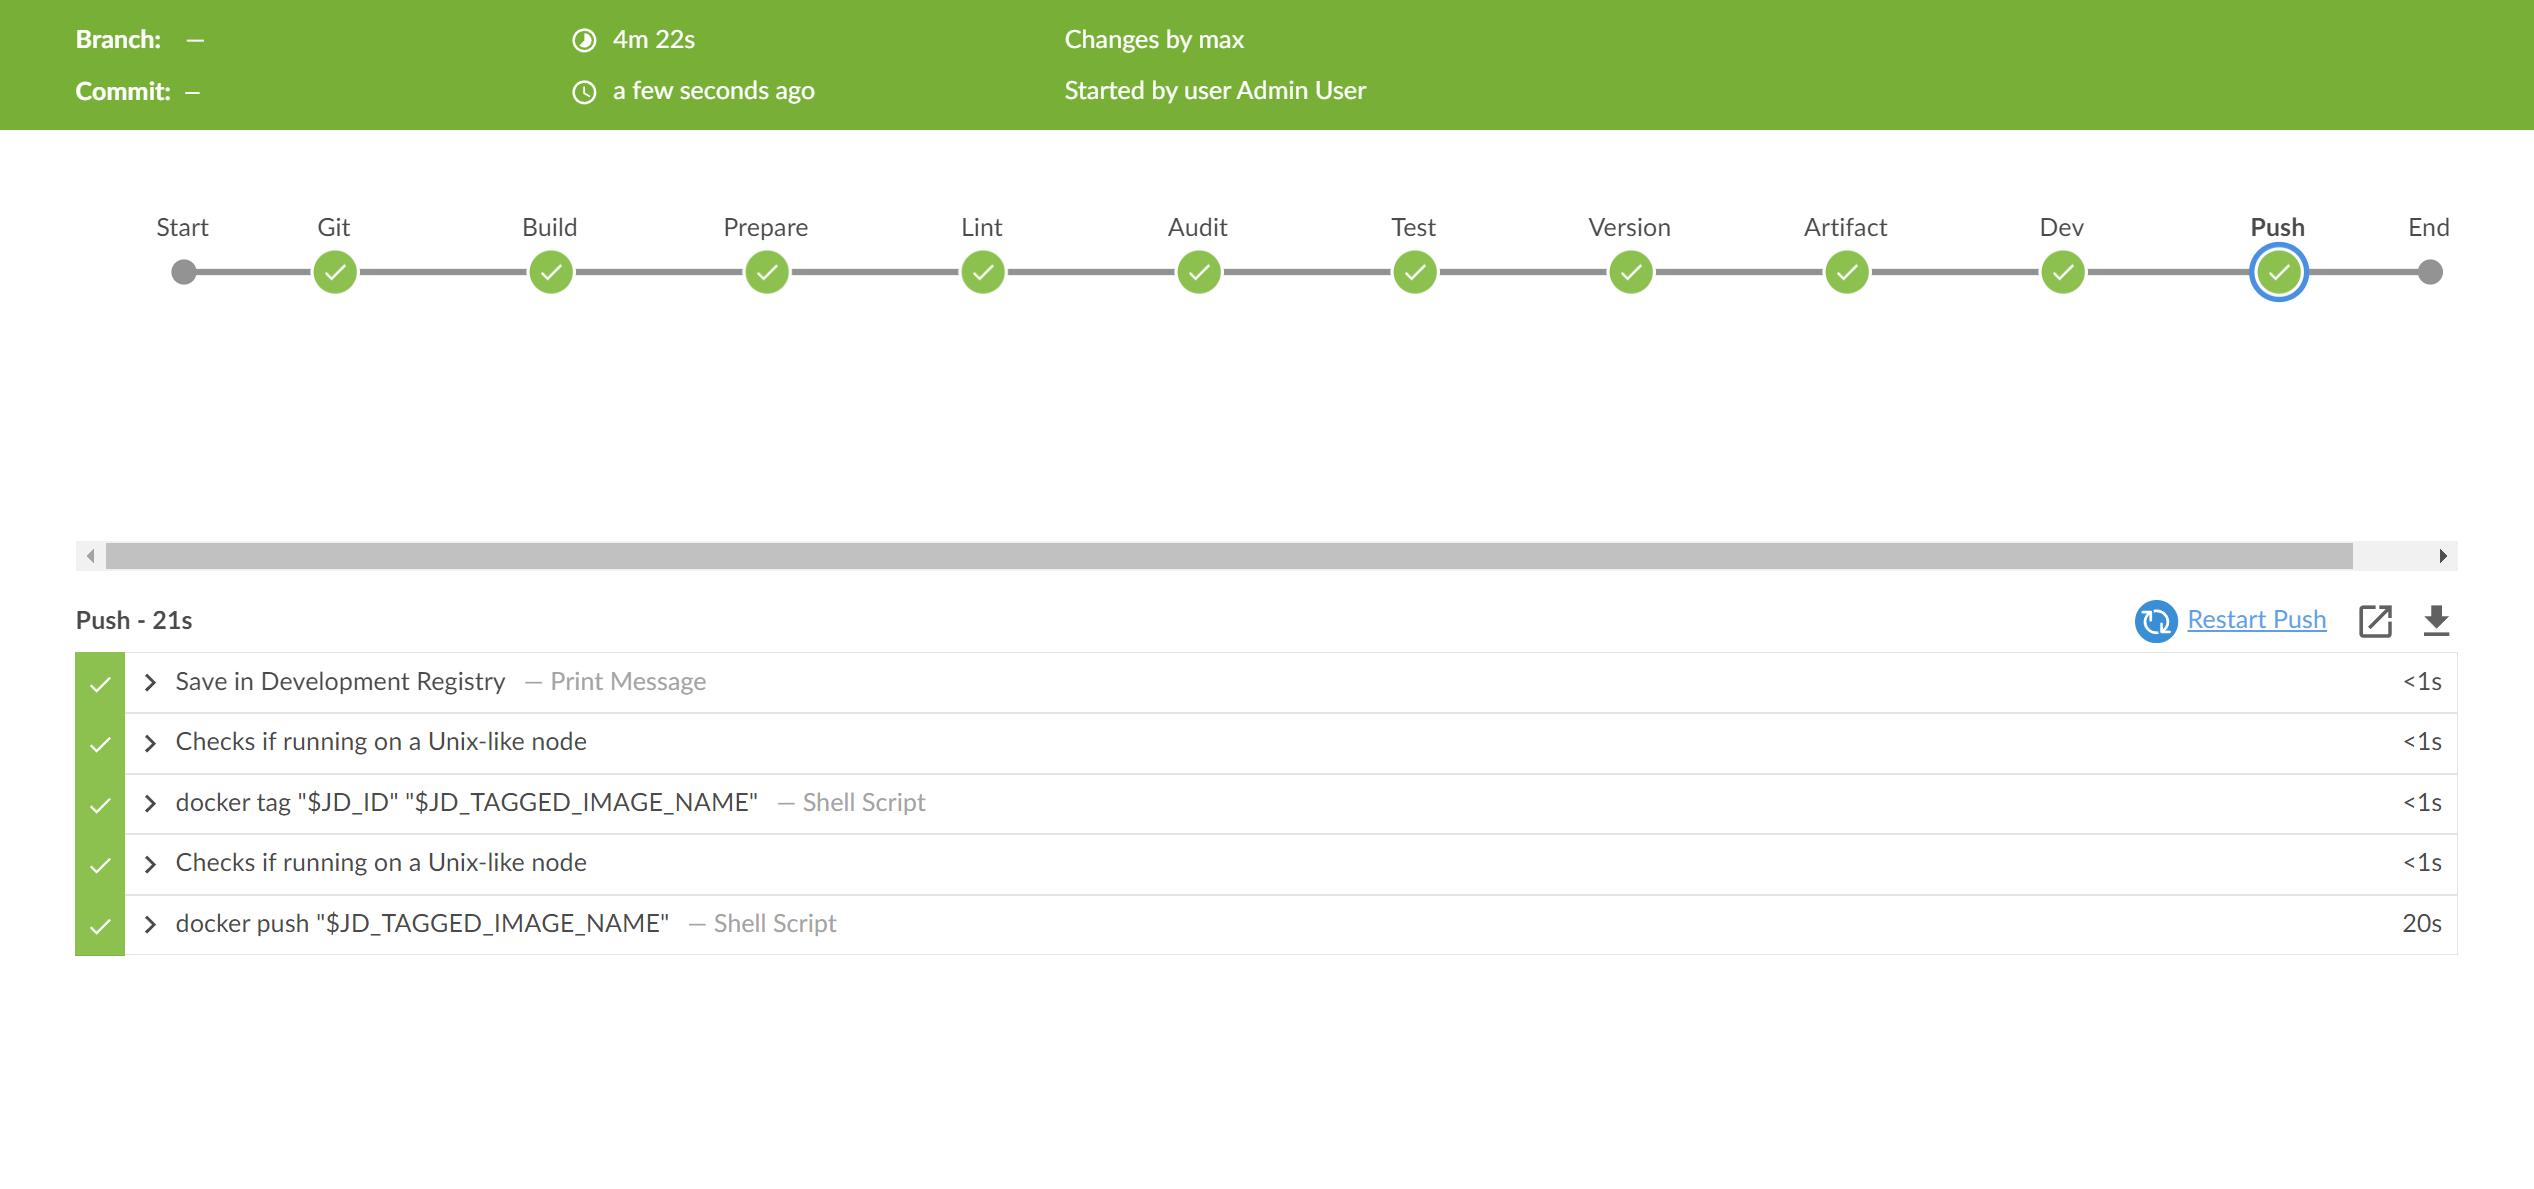 Branch: — 4m 22s Changes by max
Commit: — a few seconds ago Started by user Admin User
Start Git Build Prepare Lint Audit Test Version Artifact Dev Push End
Push - 21s Restart Push
Save in Development Registry — Print Message <1s
Checks if running on a Unix-like node <1s
docker tag "$JD_ID" "$JD_TAGGED_IMAGE_NAME" — Shell Script <1s
Checks if running on a Unix-like node <1s
docker push "$JD_TAGGED_IMAGE_NAME" — Shell Script 20s